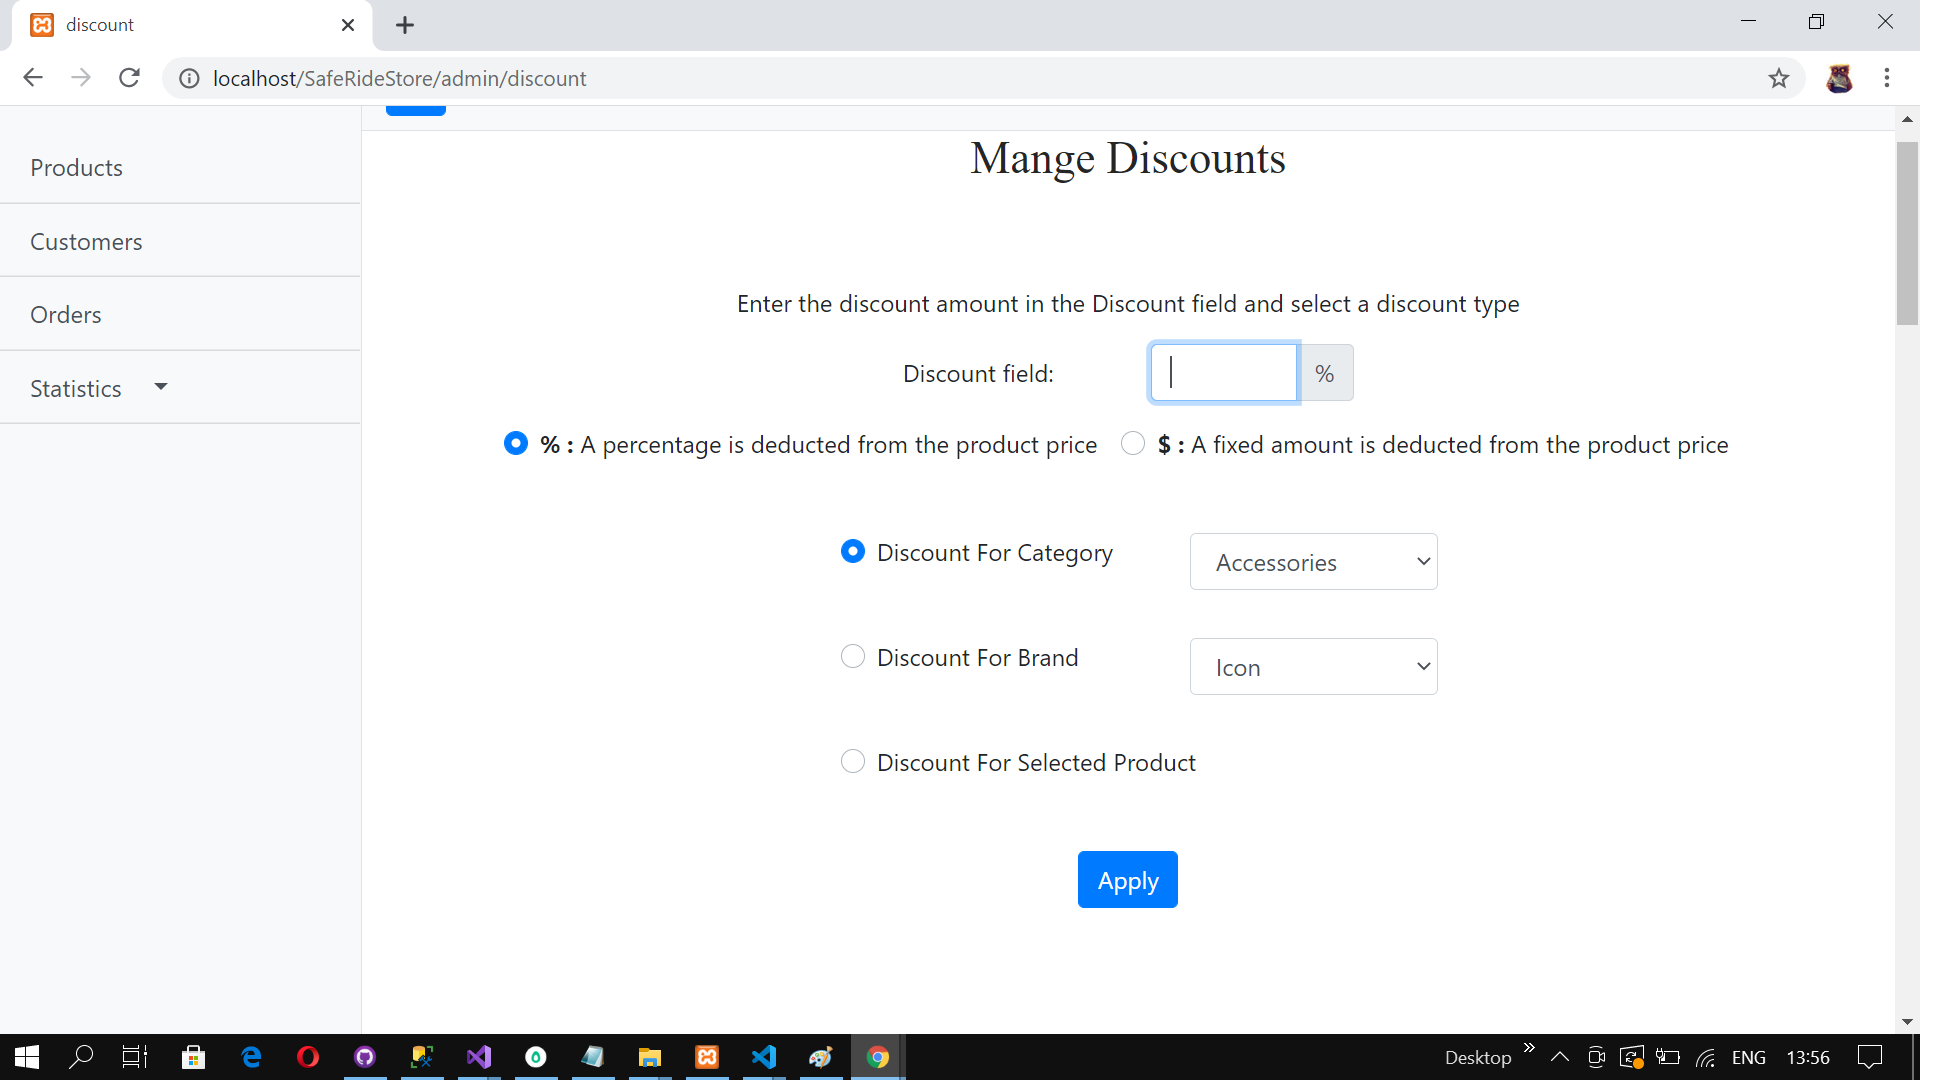 discount
localhost/SafeRideStore/admin/discount
Products
Customers
Orders
Statistics
Mange Discounts
Enter the discount amount in the Discount field and select a discount type
Discount field: %
% : A percentage is deducted from the product price $ : A fixed amount is deducted from the product price
Discount For Category Accessories
Discount For Brand Icon
Discount For Selected Product
Apply
Desktop ENG 13:56